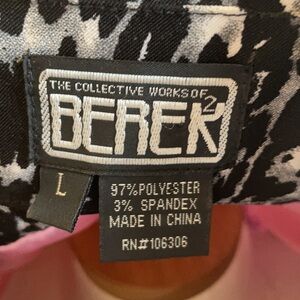 THE COLLECTIVE WORKS OF
BEREK²
L
97% POLYESTER
3% SPANDEX
MADE IN CHINA
RN#106306